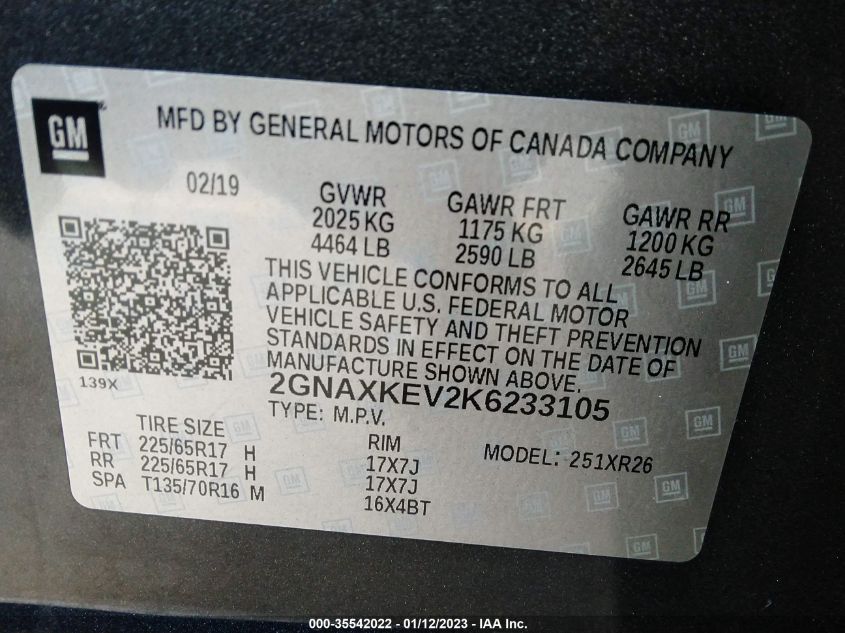 GM
MFD BY GENERAL MOTORS OF CANADA COMPANY
02/19
GVWR
2025 KG
4464 LB
GAWR FRT
1175 KG
2590 LB
GAWR RR
1200 KG
2645 LB
THIS VEHICLE CONFORMS TO ALL
APPLICABLE U.S. FEDERAL MOTOR
VEHICLE SAFETY AND THEFT PREVENTION
STANDARDS IN EFFECT ON THE DATE OF
MANUFACTURE SHOWN ABOVE.
139X
2GNAXKEV2K6233105
TYPE: M.P.V.
TIRE SIZE
RIM
MODEL: 251XR26
FRT 225/65R17 H 17X7J
RR 225/65R17 H 17X7J
SPA T135/70R16 M 16X4BT
000-35542022 - 01/12/2023 - IAA Inc.